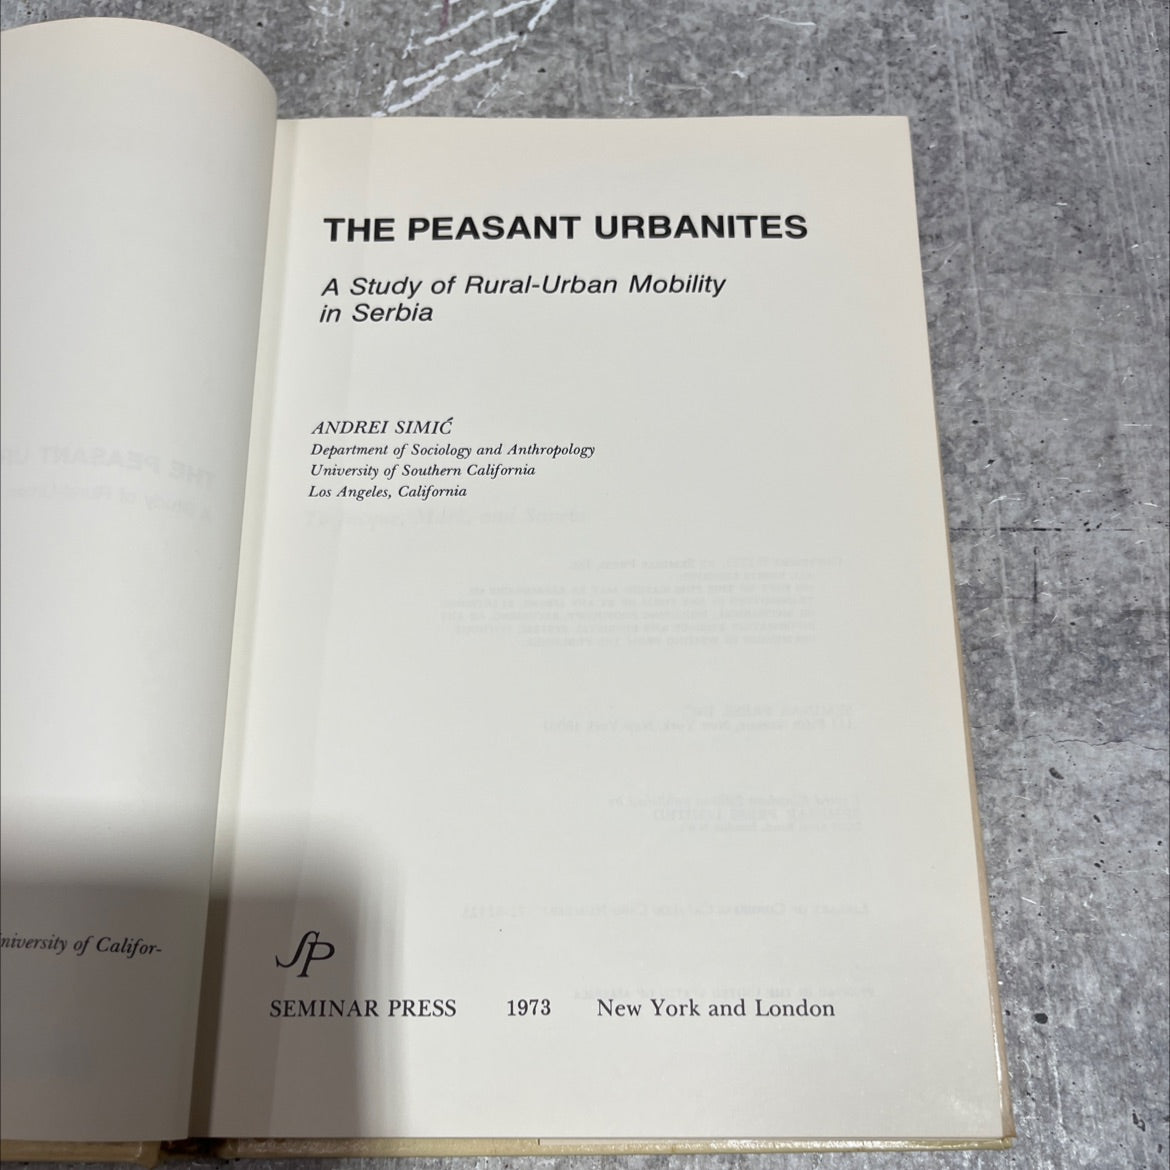 THE PEASANT URBANITES
A Study of Rural-Urban Mobility
in Serbia
ANDREI SIMIĆ
Department of Sociology and Anthropology
University of Southern California
Los Angeles, California
niversity of Califor-
SP
SEMINAR PRESS 1973 New York and London